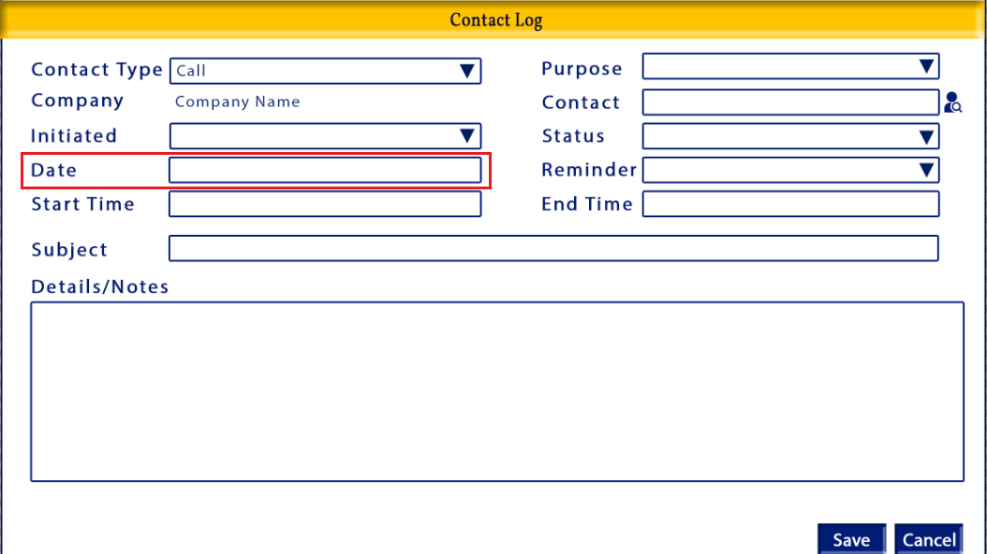 Contact Log
Contact Type Call Purpose
Company Company Name Contact
Initiated Status
Date Reminder
Start Time End Time
Subject
Details/Notes
Save Cancel